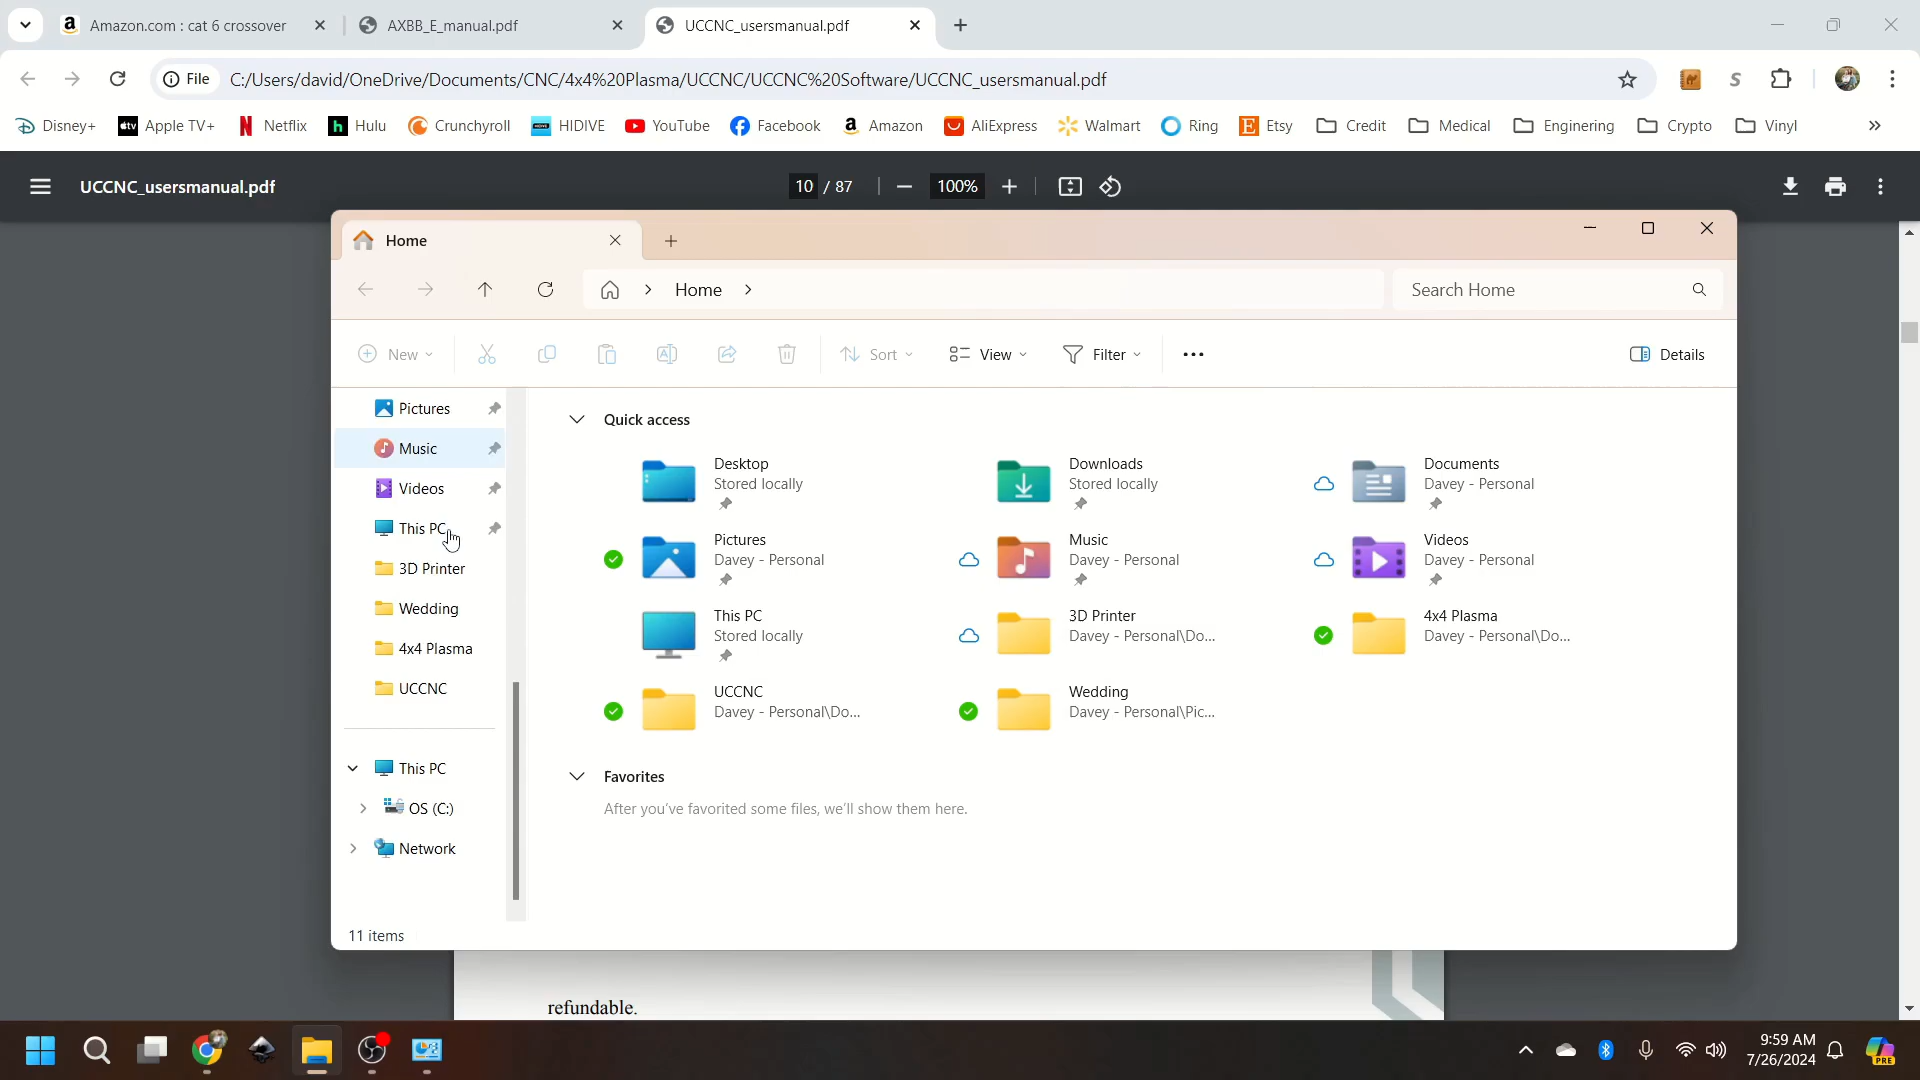 Amazon.com : cat 6 crossover
AXBB_E_manual.pdf
UCCNC_usersmanual.pdf
File
C:/Users/david/OneDrive/Documents/CNC/4x4%20Plasma/UCCNC/UCCNC%20Software/UCCNC_usersmanual.pdf
Disney+
Apple TV+
Netflix
Hulu
Crunchyroll
HIDIVE
YouTube
Facebook
Amazon
AliExpress
Walmart
Ring
Etsy
Credit
Medical
Enginering
Crypto
Vinyl
UCCNC_usersmanual.pdf
10 / 87
100%
Home
Home
Search Home
New
Sort
View
Filter
Details
Pictures
Music
Videos
This PC
3D Printer
Wedding
4x4 Plasma
UCCNC
This PC
OS (C:)
Network
Quick access
Desktop
Stored locally
Downloads
Stored locally
Documents
Davey - Personal
Pictures
Davey - Personal
Music
Davey - Personal
Videos
Davey - Personal
This PC
Stored locally
3D Printer
Davey - Personal\Do...
4x4 Plasma
Davey - Personal\Do...
UCCNC
Davey - Personal\Do...
Wedding
Davey - Personal\Pic...
Favorites
After you've favorited some files, we'll show them here.
11 items
refundable.
9:59 AM
7/26/2024
PRE